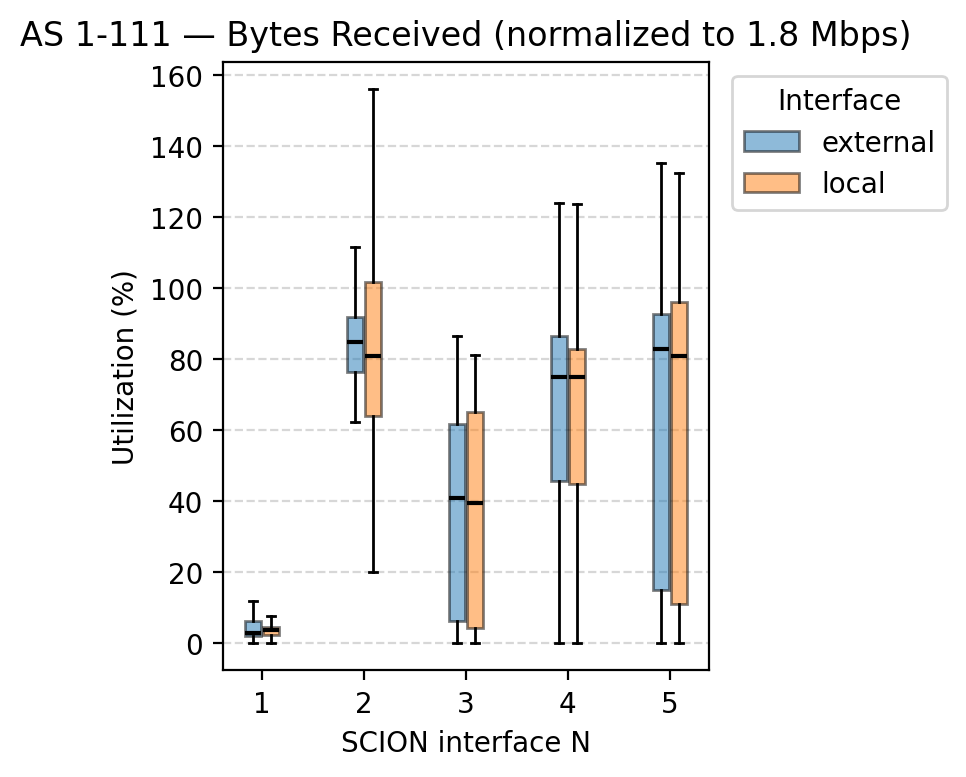 AS 1-111 — Bytes Received (normalized to 1.8 Mbps)
Interface
external
local
Utilization (%)
160
140
120
100
80
60
40
20
0
1 2 3 4 5
SCION interface N